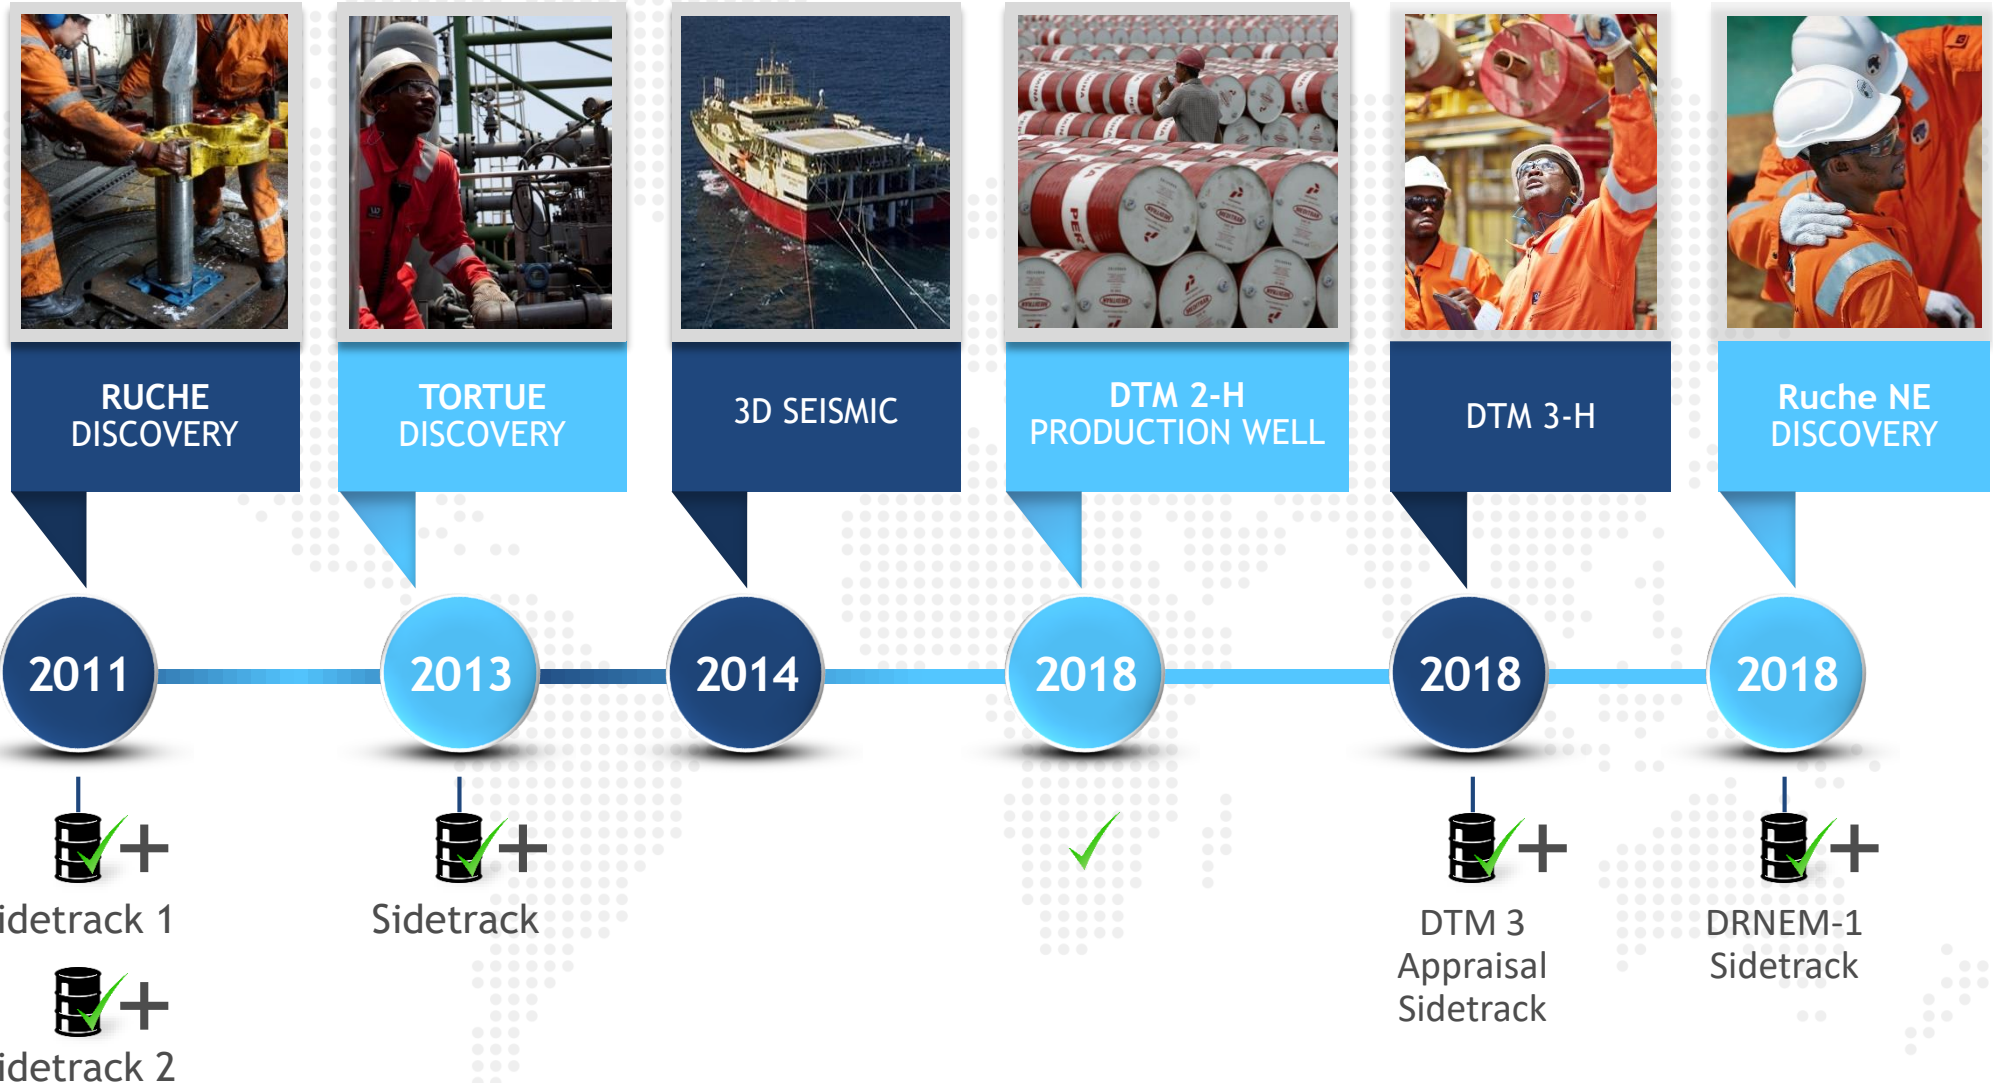 RUCHE
DISCOVERY
TORTUE
DISCOVERY
3D SEISMIC
DTM 2-H
PRODUCTION WELL
DTM 3-H
Ruche NE
DISCOVERY
2011
2013
2014
2018
2018
2018
idetrack 1
Sidetrack
DTM 3
Appraisal
Sidetrack
DRNEM-1
Sidetrack
idetrack 2